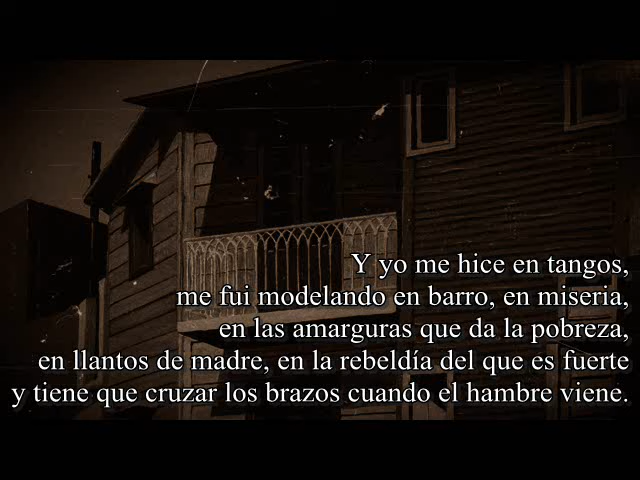 Y yo me hice en tangos,
me fui modelando en barro, en miseria,
en las amarguras que da la pobreza,
en llantos de madre, en la rebeldía del que es fuerte
y tiene que cruzar los brazos cuando el hambre viene.